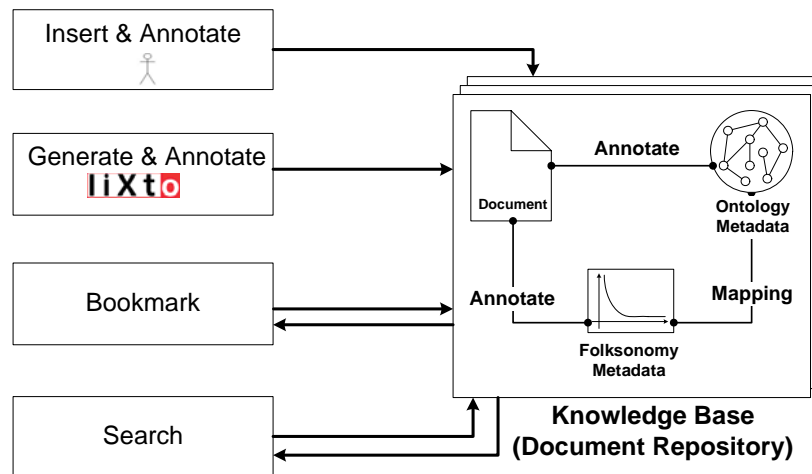 Insert & Annotate
Generate & Annotate
liXto
Bookmark
Search
Annotate
Document
Ontology
Metadata
Annotate
Mapping
Folksonomy
Metadata
Knowledge Base
(Document Repository)